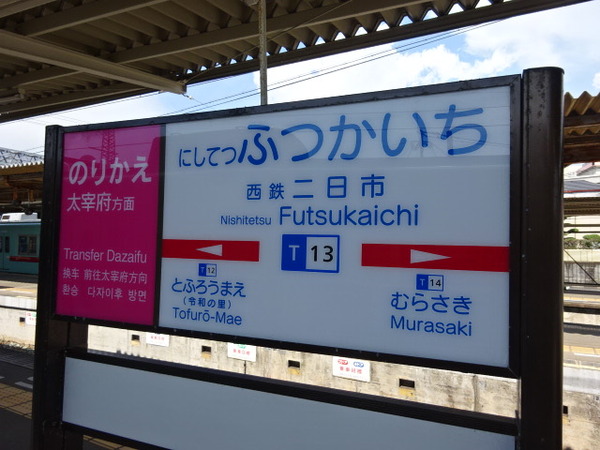 のりかえ
太宰府方面
Transfer Dazaifu
换车 前往太宰府方向
환승 다자이후 방면
にしてつふつかいち
西鉄二日市
Nishitetsu Futsukaichi
T 13
T 12
とふろうまえ
(令和の里)
Tofurō-Mae
T 14
むらさき
Murasaki